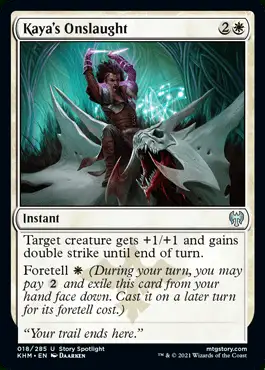 Kaya's Onslaught 2
Instant
Target creature gets +1/+1 and gains
double strike until end of turn.
Foretell (During your turn, you may
pay 2 and exile this card from your
hand face down. Cast it on a later turn
for its foretell cost.)
"Your trail ends here."
018/285 U Story Spotlight
KHM • EN Daarken
mtgstory.com
™ & © 2021 Wizards of the Coast